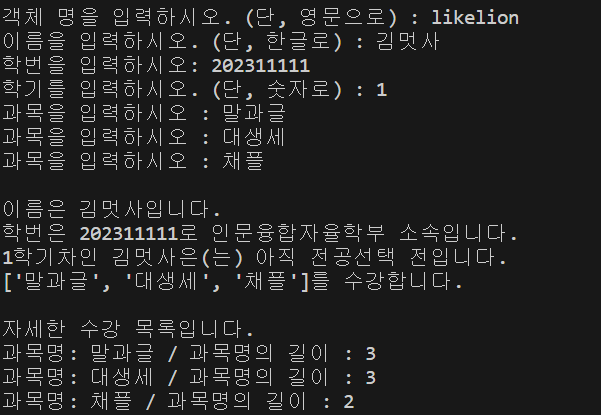 객체 명을 입력하시오. (단, 영문으로) : likelion
이름을 입력하시오. (단, 한글로) : 김멋사
학번을 입력하시오: 202311111
학기를 입력하시오. (단, 숫자로) : 1
과목을 입력하시오 : 말과글
과목을 입력하시오 : 대생세
과목을 입력하시오 : 채플
이름은 김멋사입니다.
학번은 202311111로 인문융합자율학부 소속입니다.
1학기차인 김멋사은(는) 아직 전공선택 전입니다.
['말과글', '대생세', '채플']를 수강합니다.
자세한 수강 목록입니다.
과목명: 말과글 / 과목명의 길이 : 3
과목명: 대생세 / 과목명의 길이 : 3
과목명: 채플 / 과목명의 길이 : 2